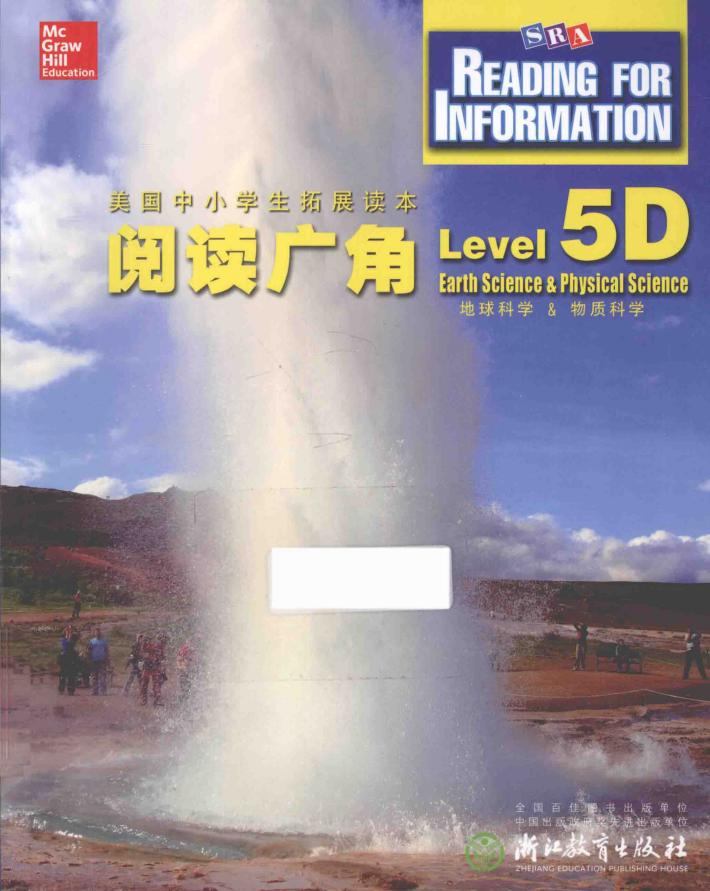 Mc
Graw
Hill
Education
SRA
READING FOR
INFORMATION
美国中小学生拓展读本
阅读广角
Level 5D
Earth Science & Physical Science
地球科学 & 物质科学
全国百佳图书出版单位
中国出版政府奖先进出版单位
浙江教育出版社
ZHEJIANG EDUCATION PUBLISHING HOUSE